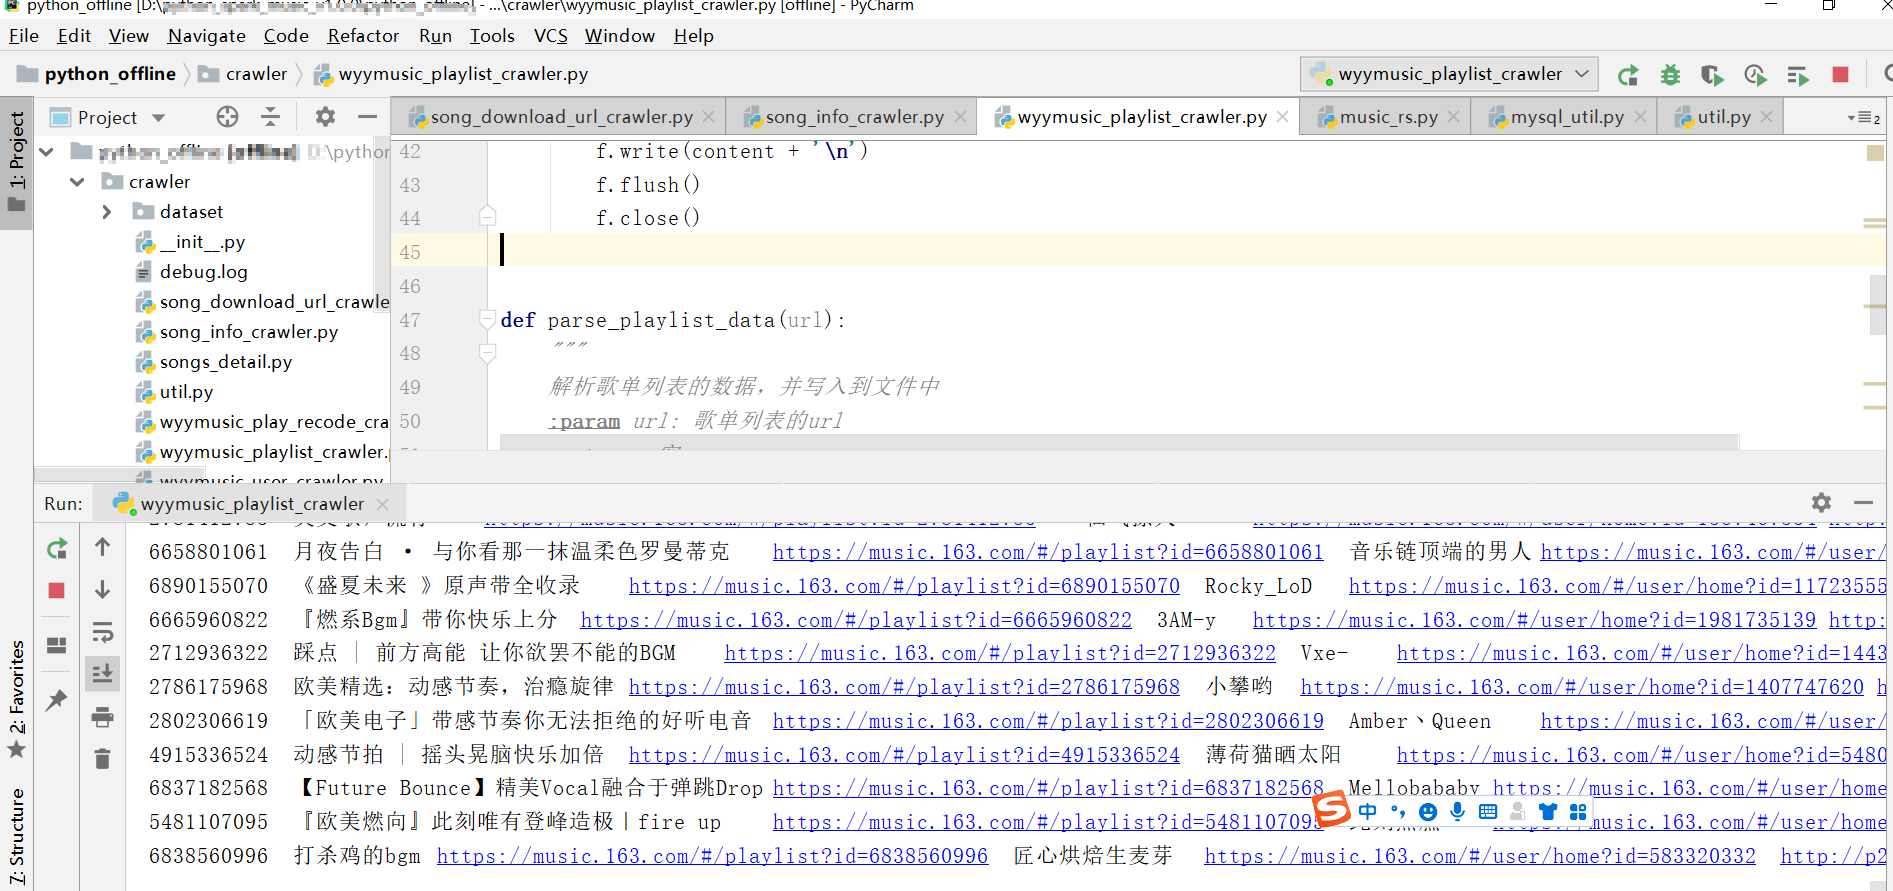 python_offline [D:\ - ...\crawler\wyymusic_playlist_crawler.py [offline] - PyCharm
File Edit View Navigate Code Refactor Run Tools VCS Window Help
python_offline crawler wyymusic_playlist_crawler.py wyymusic_playlist_crawler
1: Project
Project
song_download_url_crawler.py song_info_crawler.py wyymusic_playlist_crawler.py music_rs.py mysql_util.py util.py 2
D:\python
crawler
dataset
__init__.py
debug.log
song_download_url_crawle
song_info_crawler.py
songs_detail.py
util.py
wyymusic_play_recode_cra
wyymusic_playlist_crawler.
wyymusic_user_crawler.py
42 f.write(content + '\n')
43 f.flush()
44 f.close()
45
46
47 def parse_playlist_data(url):
48 """
49 解析歌单列表的数据，并写入到文件中
50 :param url: 歌单列表的url
Run: wyymusic_playlist_crawler
6658801061 月夜告白 · 与你看那一抹温柔色罗曼蒂克 https://music.163.com/#/playlist?id=6658801061 音乐链顶端的男人 https://music.163.com/#/user/
6890155070 《盛夏未来 》原声带全收录 https://music.163.com/#/playlist?id=6890155070 Rocky_LoD https://music.163.com/#/user/home?id=11723555
6665960822 『燃系Bgm』带你快乐上分 https://music.163.com/#/playlist?id=6665960822 3AM-y https://music.163.com/#/user/home?id=1981735139 http:
2712936322 踩点 | 前方高能 让你欲罢不能的BGM https://music.163.com/#/playlist?id=2712936322 Vxe- https://music.163.com/#/user/home?id=1443
2786175968 欧美精选：动感节奏，治瘾旋律 https://music.163.com/#/playlist?id=2786175968 小攀哟 https://music.163.com/#/user/home?id=1407747620 h
2802306619 「欧美电子」带感节奏你无法拒绝的好听电音 https://music.163.com/#/playlist?id=2802306619 Amber丶Queen https://music.163.com/#/user/
4915336524 动感节拍 | 摇头晃脑快乐加倍 https://music.163.com/#/playlist?id=4915336524 薄荷猫晒太阳 https://music.163.com/#/user/home?id=5480
6837182568 【Future Bounce】精美Vocal融合于弹跳Drop https://music.163.com/#/playlist?id=6837182568 Mellobababy https://music.163.com/#/user/home
5481107095 『欧美燃向』此刻唯有登峰造极丨fire up https://music.163.com/#/playlist?id=5481107095 ://music.163.com/#/user/home
6838560996 打杀鸡的bgm https://music.163.com/#/playlist?id=6838560996 匠心烘焙生麦芽 https://music.163.com/#/user/home?id=583320332 http://p2
中
2: Favorites
7: Structure